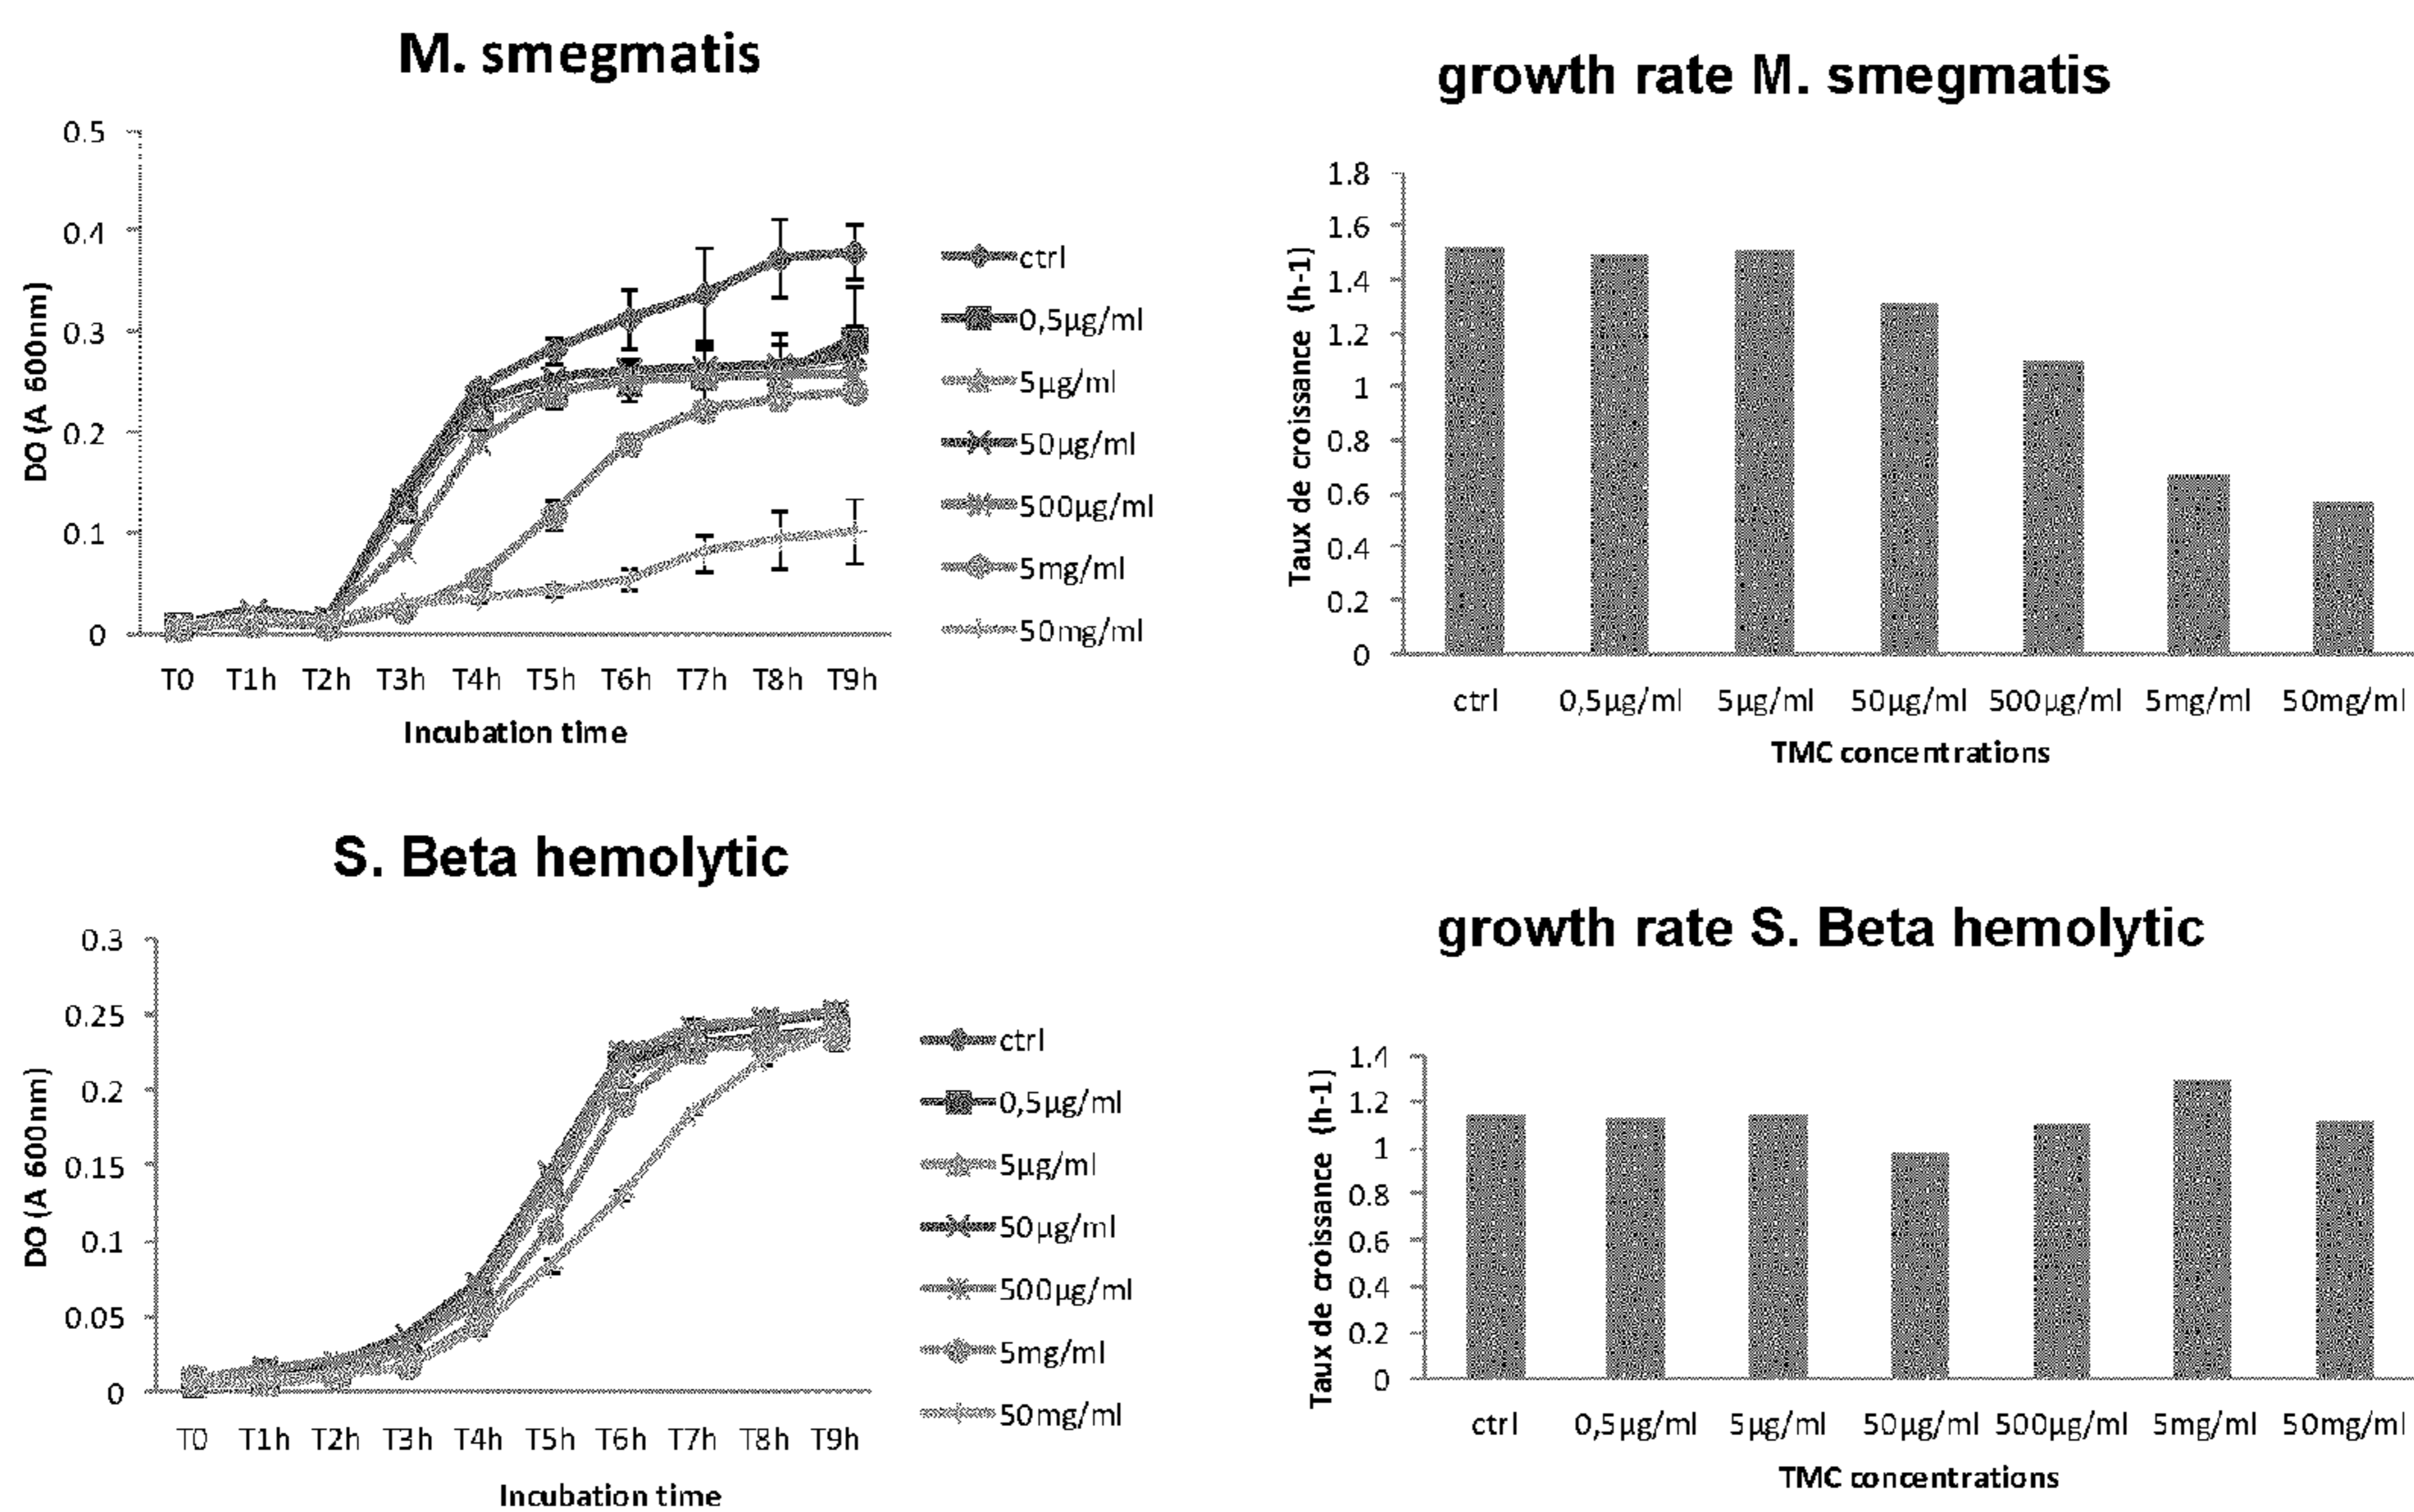 M. smegmatis
0.5
0.4
0.3
0.2
0.1
0
DO (A 600nm)
T0 T1h T2h T3h T4h T5h T6h T7h T8h T9h
Incubation time
ctrl
0,5µg/ml
5µg/ml
50µg/ml
500µg/ml
5mg/ml
50mg/ml
growth rate M. smegmatis
1.8
1.6
1.4
1.2
1
0.8
0.6
0.4
0.2
0
Taux de croissance (h-1)
ctrl 0,5µg/ml 5µg/ml 50µg/ml 500µg/ml 5mg/ml 50mg/ml
TMC concentrations
S. Beta hemolytic
0.3
0.25
0.2
0.15
0.1
0.05
0
DO (A 600nm)
T0 T1h T2h T3h T4h T5h T6h T7h T8h T9h
Incubation time
ctrl
0,5µg/ml
5µg/ml
50µg/ml
500µg/ml
5mg/ml
50mg/ml
growth rate S. Beta hemolytic
1.4
1.2
1
0.8
0.6
0.4
0.2
0
Taux de croissance (h-1)
ctrl 0,5µg/ml 5µg/ml 50µg/ml 500µg/ml 5mg/ml 50mg/ml
TMC concentrations